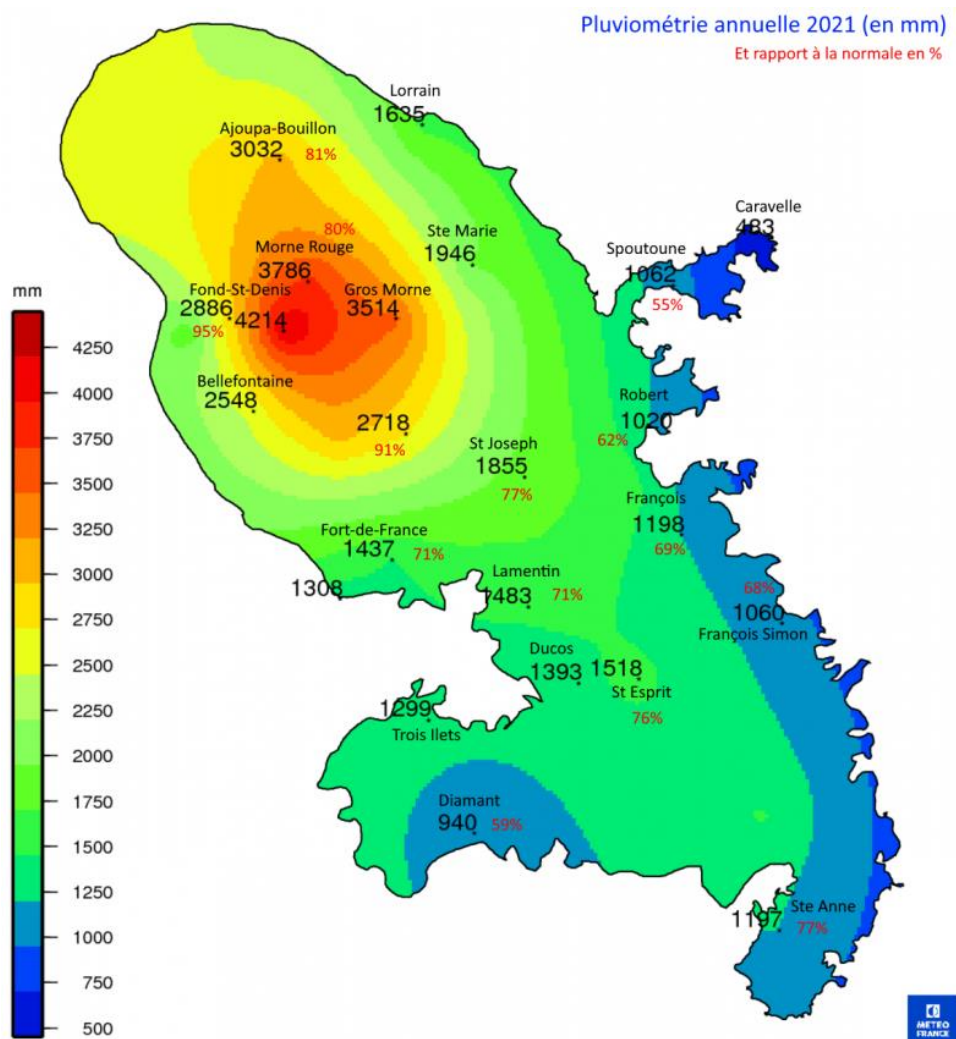 Pluviométrie annuelle 2021 (en mm)
Et rapport à la normale en %
Lorrain
1635
Ajoupa-Bouillon
3032
81%
80%
Morne Rouge
3786
Ste Marie
1946
Caravelle
433
Spoutoune
1062
55%
Fond-St-Denis
2886
95%
4214
Gros Morne
3514
Bellefontaine
2548
2718
91%
Robert
1020
62%
St Joseph
1855
77%
François
1198
69%
Fort-de-France
1437
71%
1308
Lamentin
1483
71%
68%
1060
François Simon
Ducos
1393
1518
St Esprit
76%
1299
Trois Ilets
Diamant
940
59%
Ste Anne
1197
77%
mm
4250
4000
3750
3500
3250
3000
2750
2500
2250
2000
1750
1500
1250
1000
750
500
METEO
FRANCE